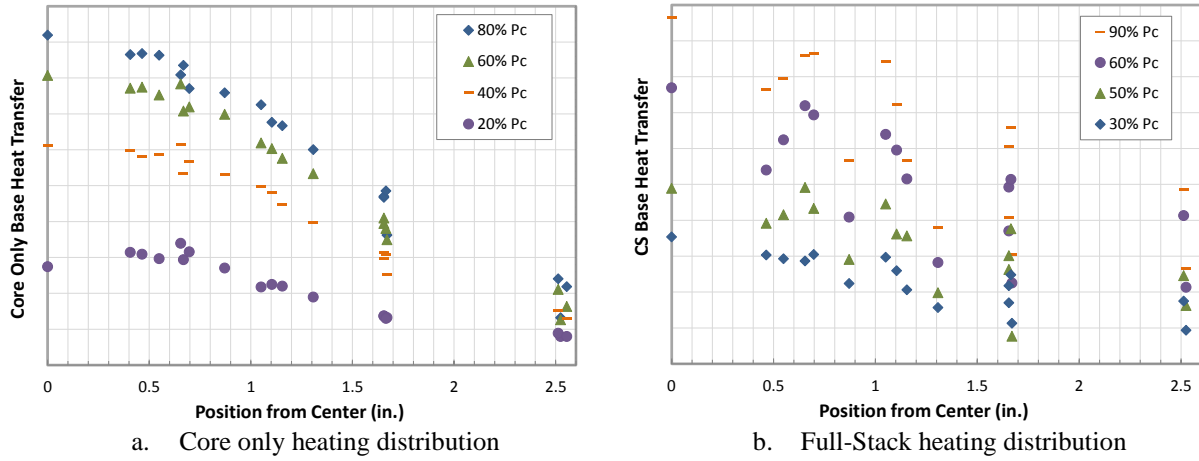 Core Only Base Heat Transfer
80% Pc
60% Pc
40% Pc
20% Pc
0 0.5 1 1.5 2 2.5
Position from Center (in.)
a. Core only heating distribution
CS Base Heat Transfer
90% Pc
60% Pc
50% Pc
30% Pc
0 0.5 1 1.5 2 2.5
Position from Center (in.)
b. Full-Stack heating distribution